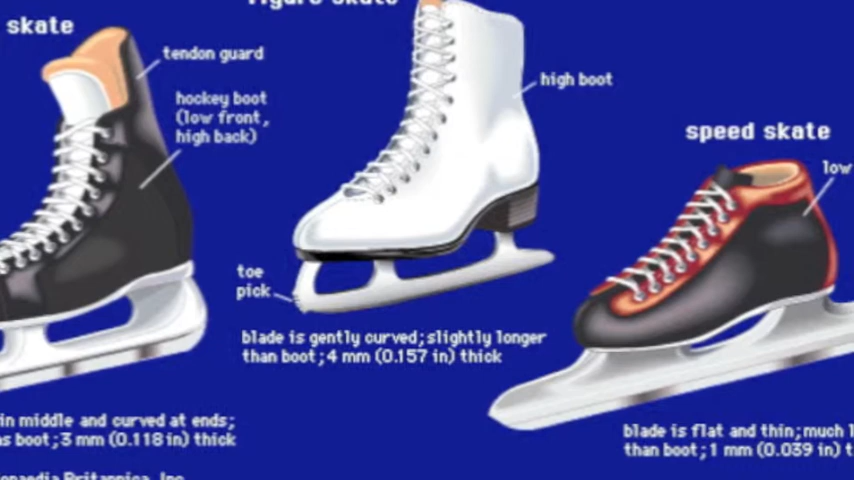 skate
tendon guard
hockey boot
(low front,
high back)
in middle and curved at ends;
as boot; 3 mm (0.118 in) thick
Britannica, Inc.
figure skate
high boot
toe
pick
blade is gently curved; slightly longer
than boot; 4 mm (0.157 in) thick
speed skate
low
blade is flat and thin; much
than boot; 1 mm (0.039 in)